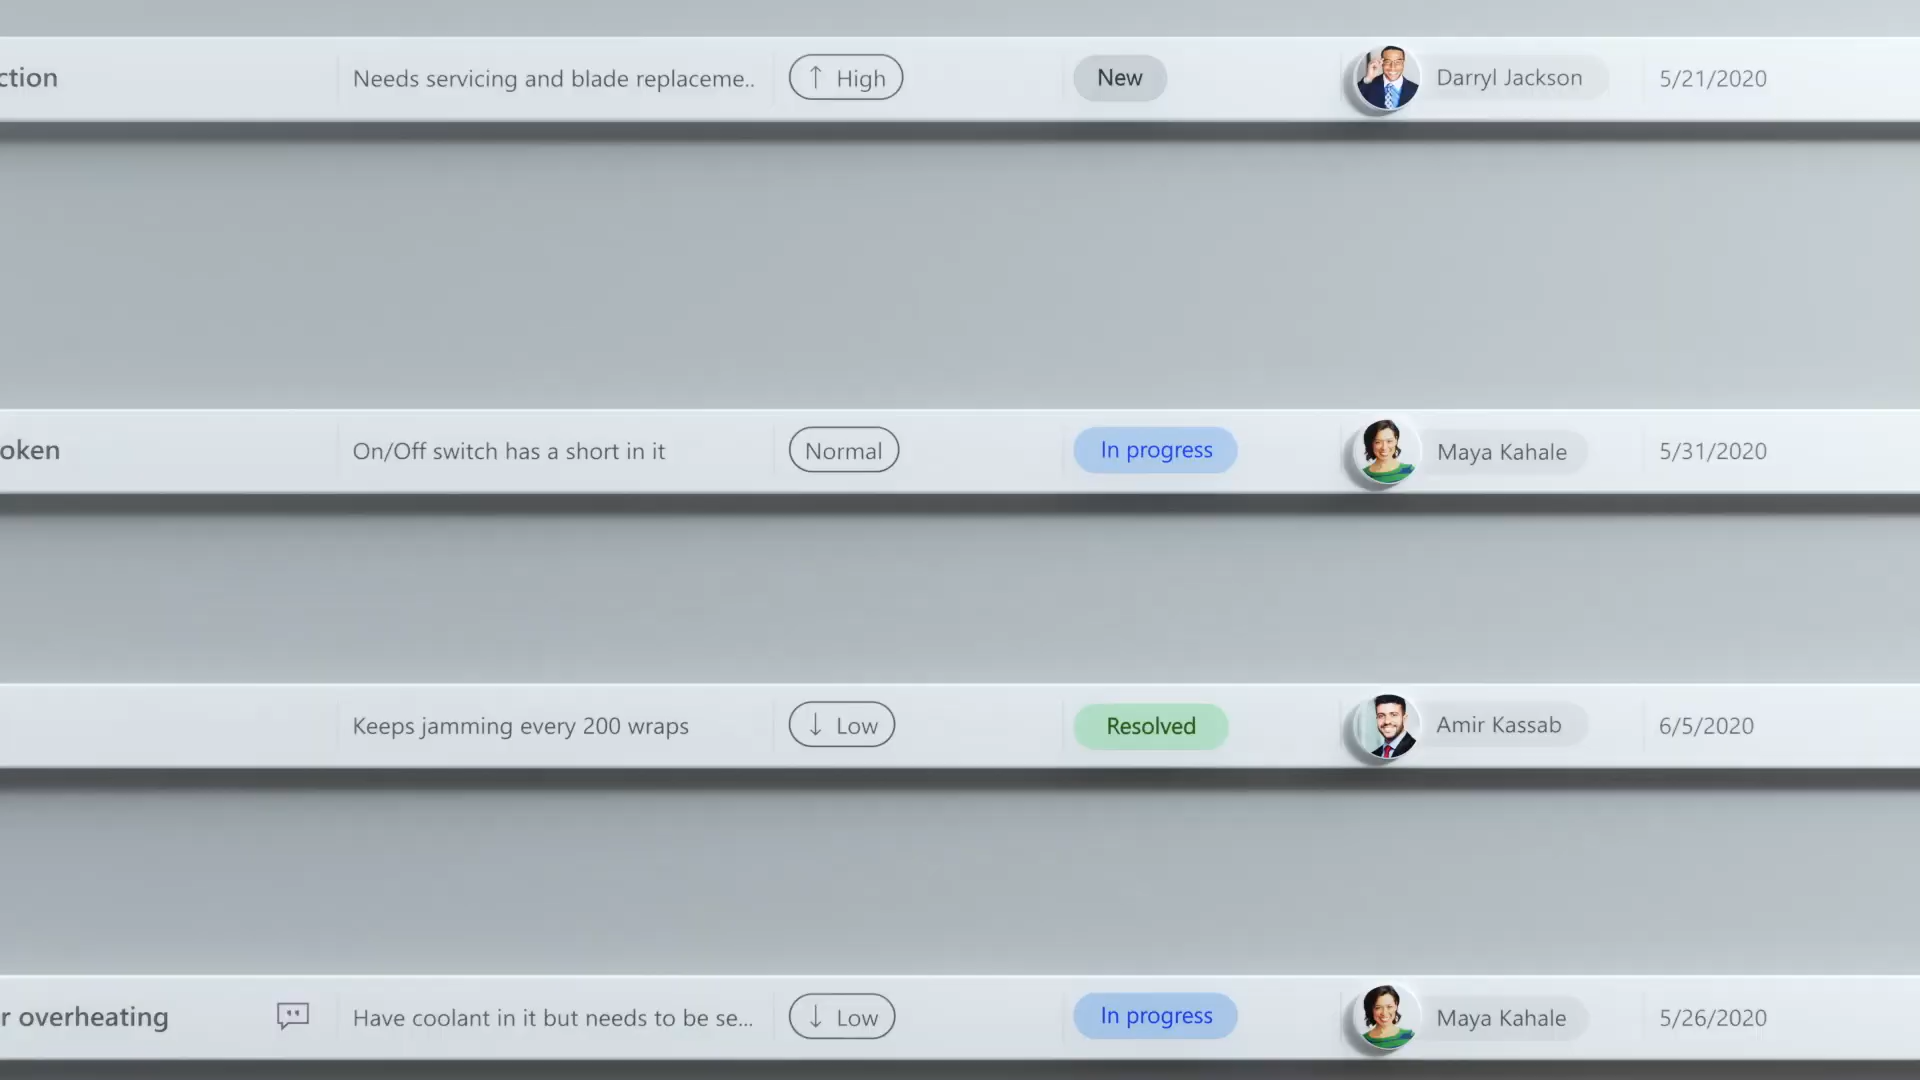 ction Needs servicing and blade replaceme.. ↑ High New Darryl Jackson 5/21/2020
oken On/Off switch has a short in it Normal In progress Maya Kahale 5/31/2020
Keeps jamming every 200 wraps ↓ Low Resolved Amir Kassab 6/5/2020
r overheating Have coolant in it but needs to be se... ↓ Low In progress Maya Kahale 5/26/2020